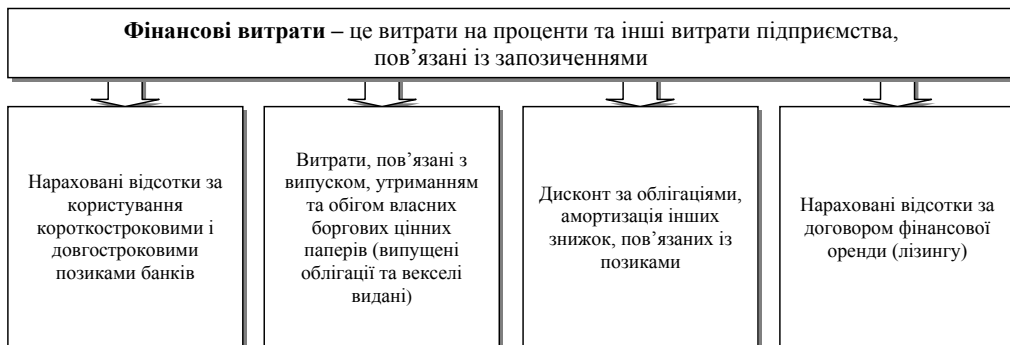 Фінансові витрати – це витрати на проценти та інші витрати підприємства,
пов’язані із запозиченнями
Нараховані відсотки за
користування
короткостроковими і
довгостроковими
позиками банків
Витрати, пов’язані з
випуском, утриманням
та обігом власних
боргових цінних
паперів (випущені
облігації та векселі
видані)
Дисконт за облігаціями,
амортизація інших
знижок, пов’язаних із
позиками
Нараховані відсотки за
договором фінансової
оренди (лізингу)